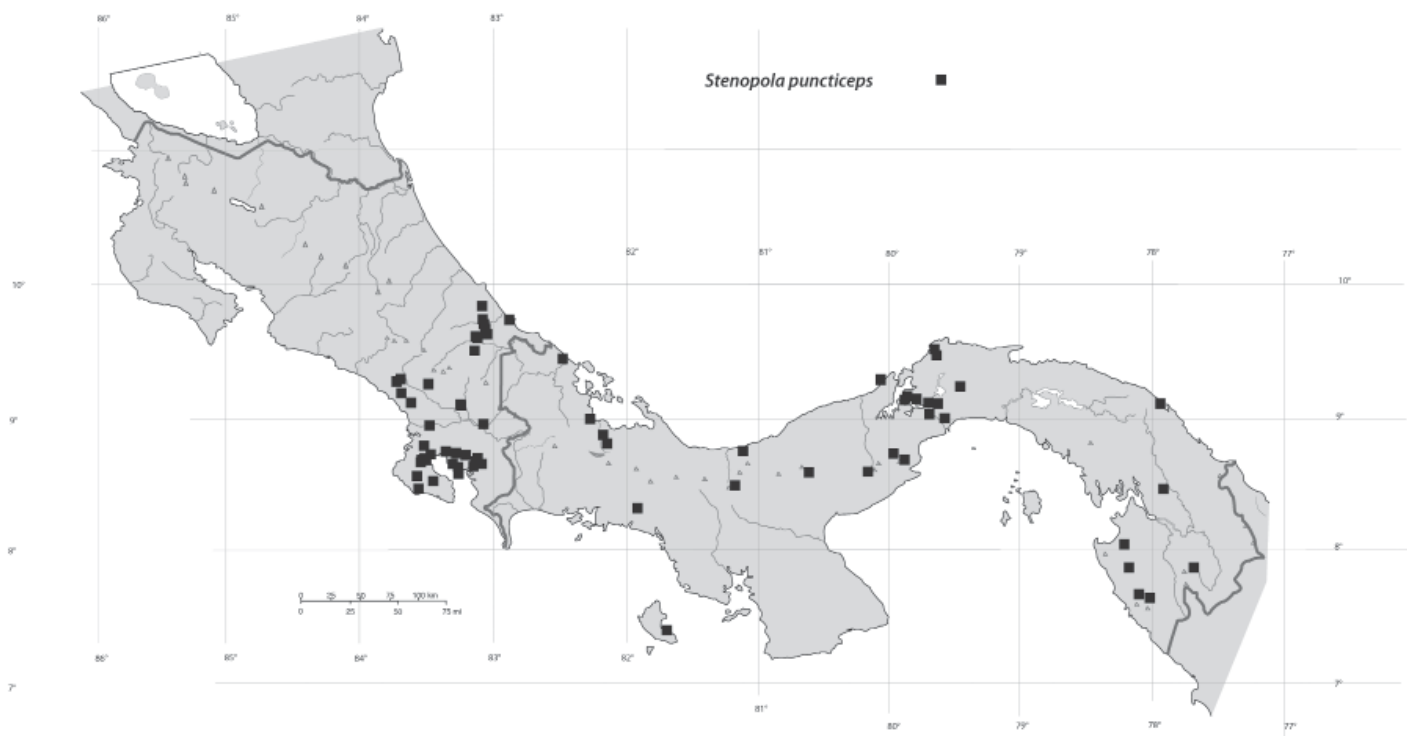 86° 85° 84° 83°
Stenopola puncticeps
82° 81° 80° 79° 78° 77°
10° 10°
9° 9°
8° 8°
0 25 50 75 100 km
0 25 50 75 mi
86° 85° 84° 83° 82°
7° 7°
81° 80° 79° 78° 77°